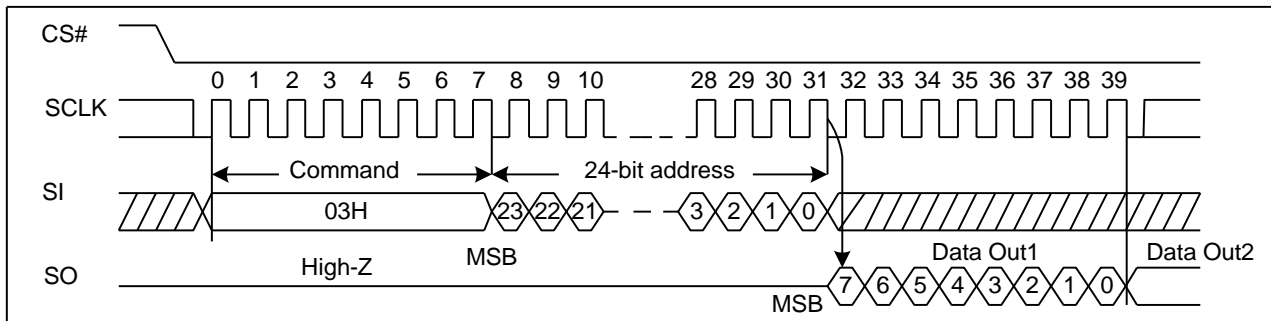 CS#
0 1 2 3 4 5 6 7 8 9 10 28 29 30 31 32 33 34 35 36 37 38 39
SCLK
Command 24-bit address
SI
03H 23 22 21 3 2 1 0
High-Z MSB Data Out1 Data Out2
SO
MSB 7 6 5 4 3 2 1 0